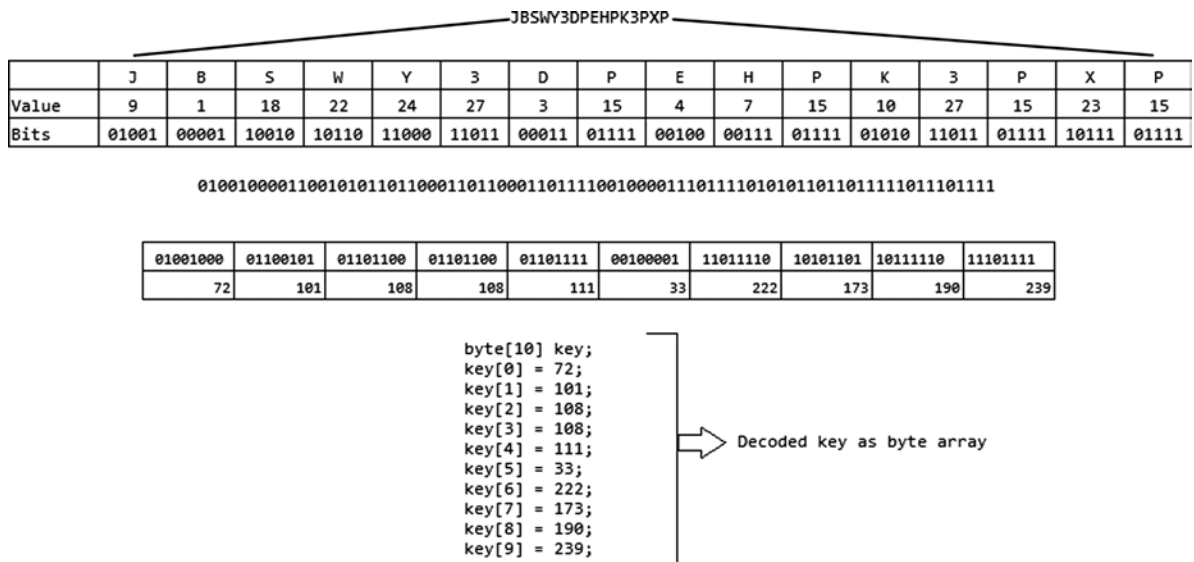 JBSWY3DPEHPK3PXP
J B S W Y 3 D P E H P K 3 P X P
Value 9 1 18 22 24 27 3 15 4 7 15 10 27 15 23 15
Bits 01001 00001 10010 10110 11000 11011 00011 01111 00100 00111 01111 01010 11011 01111 10111 01111
01001000011001010110110001101100011011110010000111011110101011011011111011101111
01001000 01100101 01101100 01101100 01101111 00100001 11011110 10101101 10111110 11101111
72 101 108 108 111 33 222 173 190 239
byte[10] key;
key[0] = 72;
key[1] = 101;
key[2] = 108;
key[3] = 108;
key[4] = 111;
key[5] = 33;
key[6] = 222;
key[7] = 173;
key[8] = 190;
key[9] = 239;
Decoded key as byte array